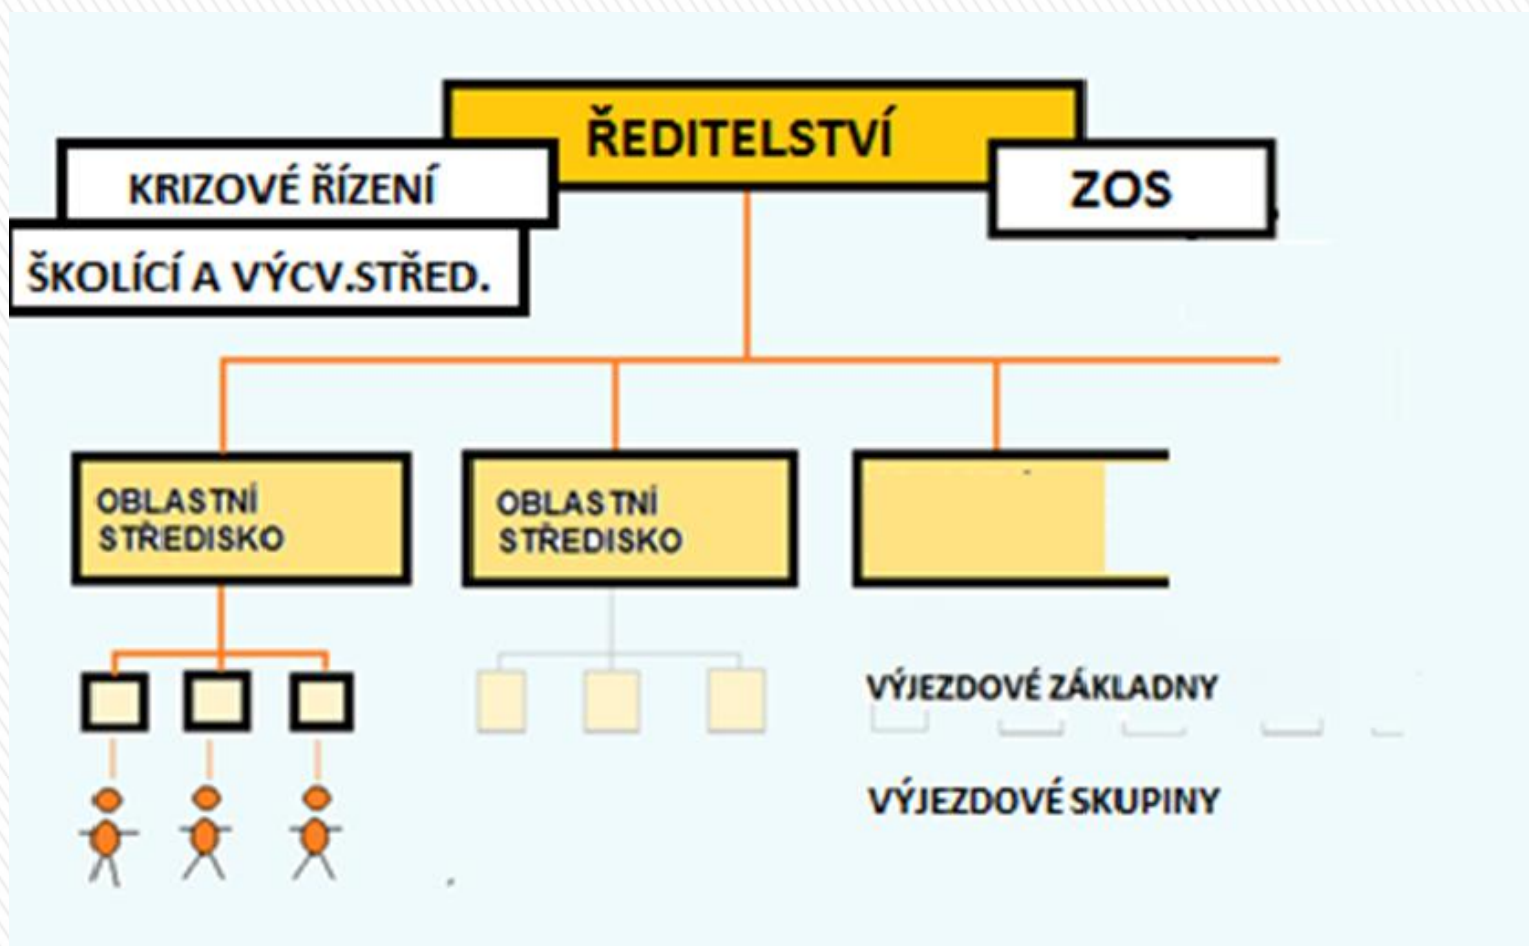 ŘEDITELSTVÍ
KRIZOVÉ ŘÍZENÍ
ZOS
ŠKOLÍCÍ A VÝCV.STŘED.
OBLASTNÍ
STŘEDISKO
OBLASTNÍ
STŘEDISKO
VÝJEZDOVÉ ZÁKLADNY
VÝJEZDOVÉ SKUPINY